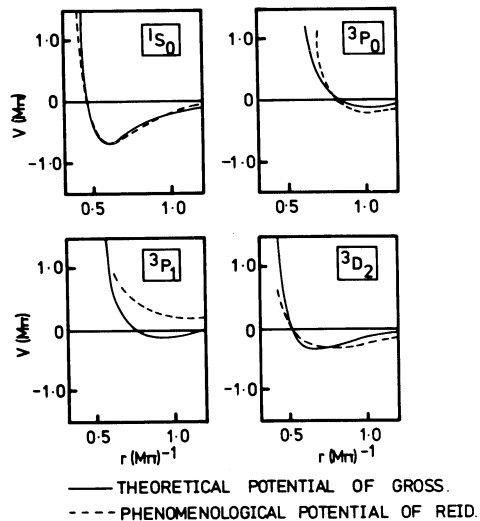 1.0
0
-1.0
V (Mπ)
¹S₀
0.5
1.0
1.0
0
-1.0
³P₀
0.5
1.0
1.0
0
-1.0
V (Mπ)
³P₁
0.5
1.0
r (Mπ)⁻¹
1.0
0
-1.0
³D₂
0.5
1.0
r (Mπ)⁻¹
THEORETICAL POTENTIAL OF GROSS.
PHENOMENOLOGICAL POTENTIAL OF REID.